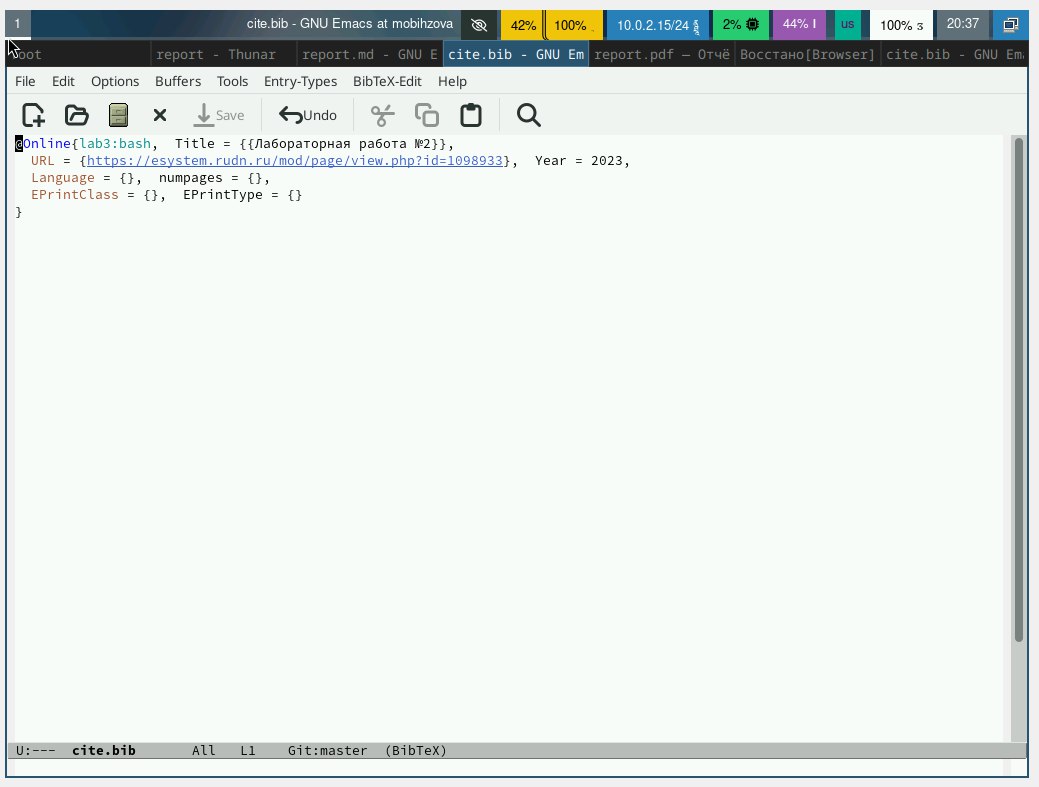 1 cite.bib - GNU Emacs at mobihzova 42% 100% 10.0.2.15/24 2% 44% us 100% 20:37
oot report - Thunar report.md - GNU E cite.bib - GNU Em report.pdf — Отчё Восстано[Browser] cite.bib - GNU Em
File Edit Options Buffers Tools Entry-Types BibTeX-Edit Help
Save Undo
@Online{lab3:bash,  Title = {{Лабораторная работа №2}},
URL = {https://esystem.rudn.ru/mod/page/view.php?id=1098933},  Year = 2023,
Language = {},  numpages = {},
EPrintClass = {},  EPrintType = {}
}
U:--- cite.bib All L1 Git:master (BibTeX)